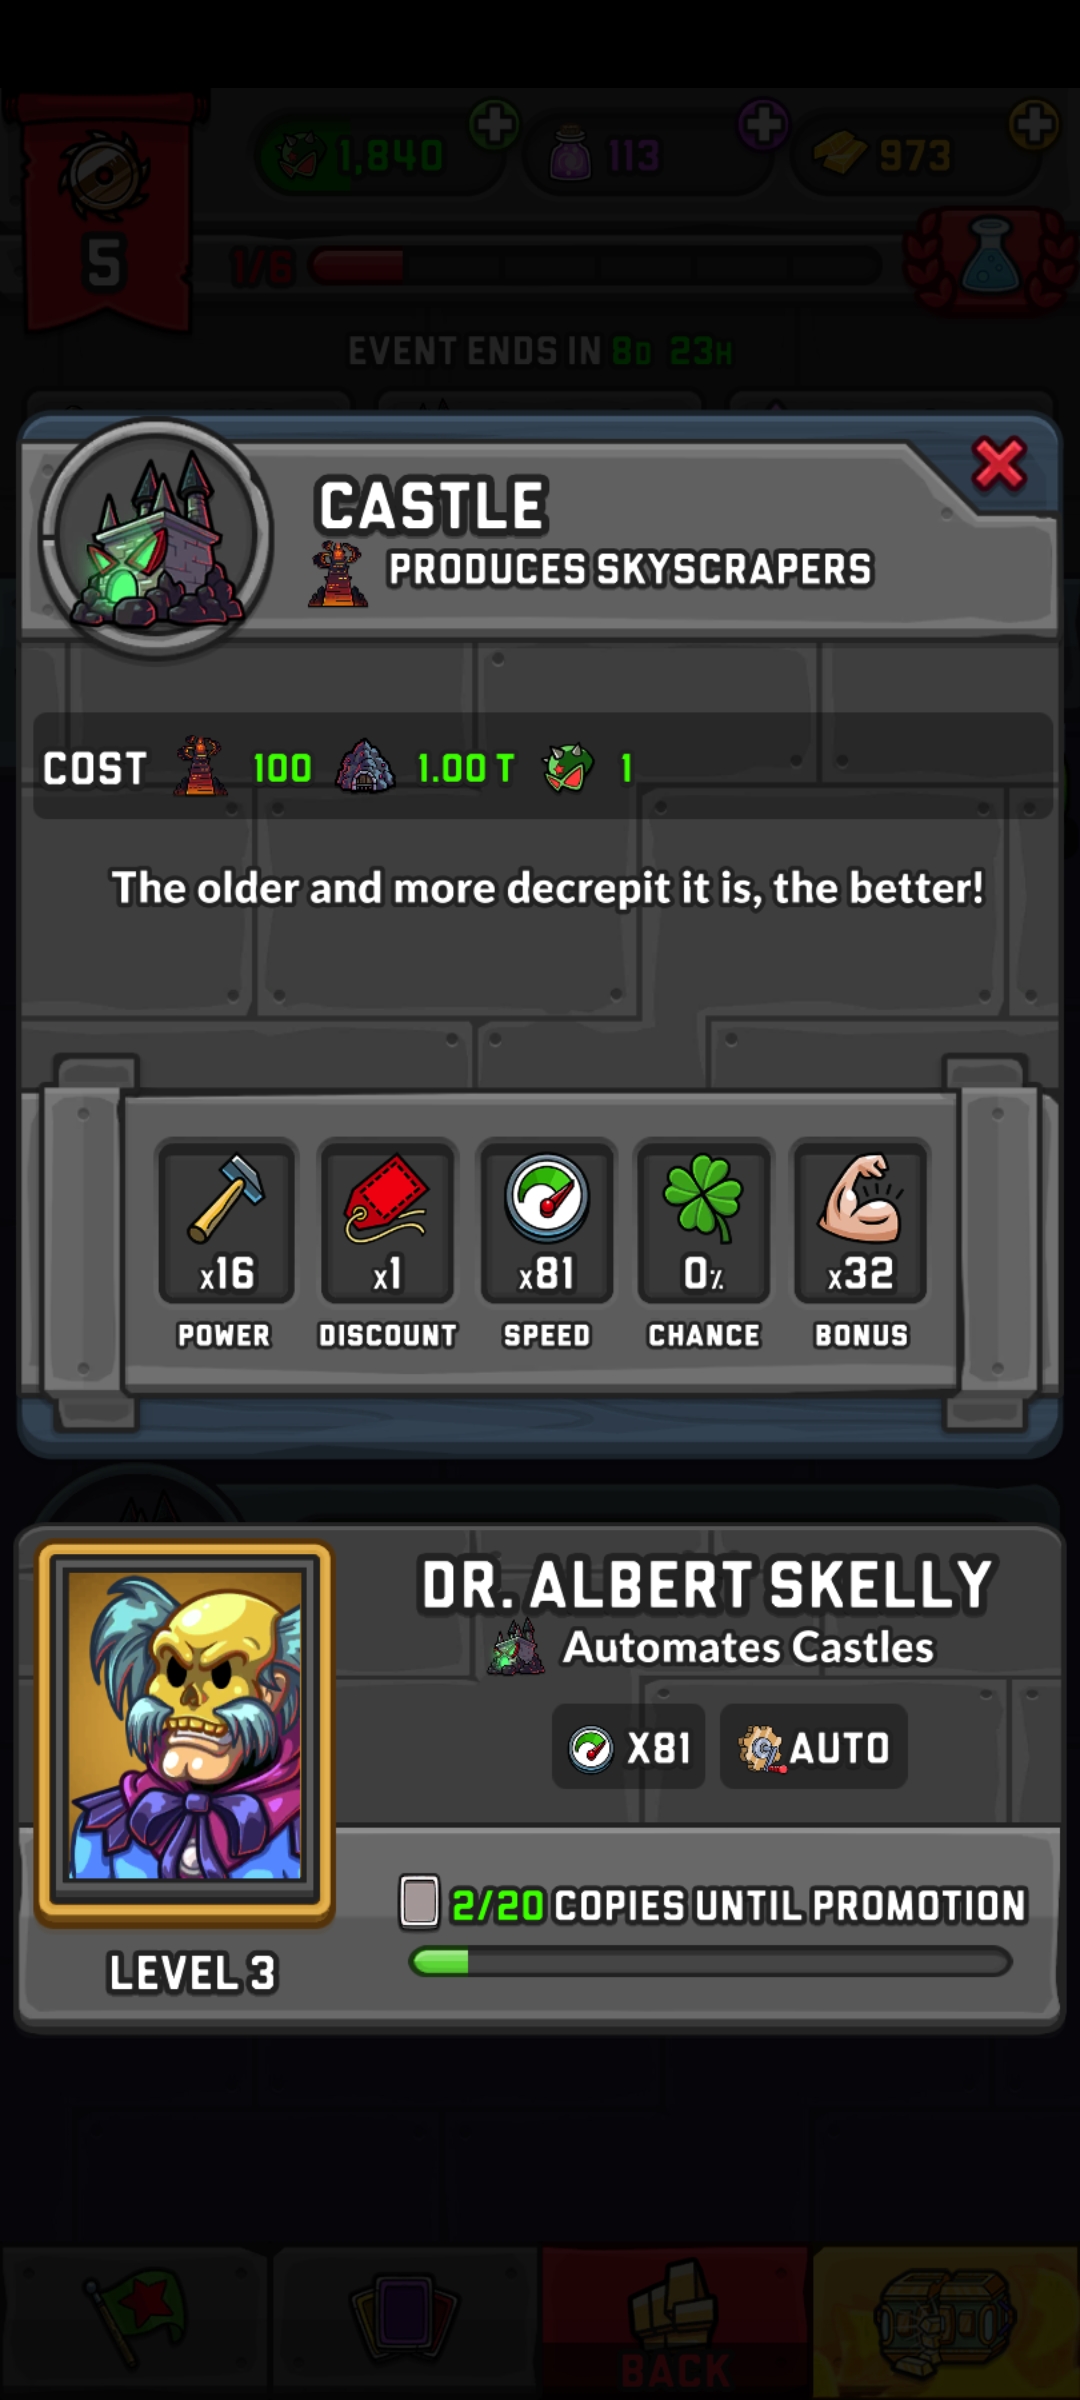 1,840
113
973
5
1/6
EVENT ENDS IN 8D 23H
CASTLE
PRODUCES SKYSCRAPERS
COST 100 1.00 T 1
The older and more decrepit it is, the better!
x16 x1 x81 0% x32
POWER DISCOUNT SPEED CHANCE BONUS
DR. ALBERT SKELLY
Automates Castles
X81 AUTO
2/20 COPIES UNTIL PROMOTION
LEVEL 3
BACK